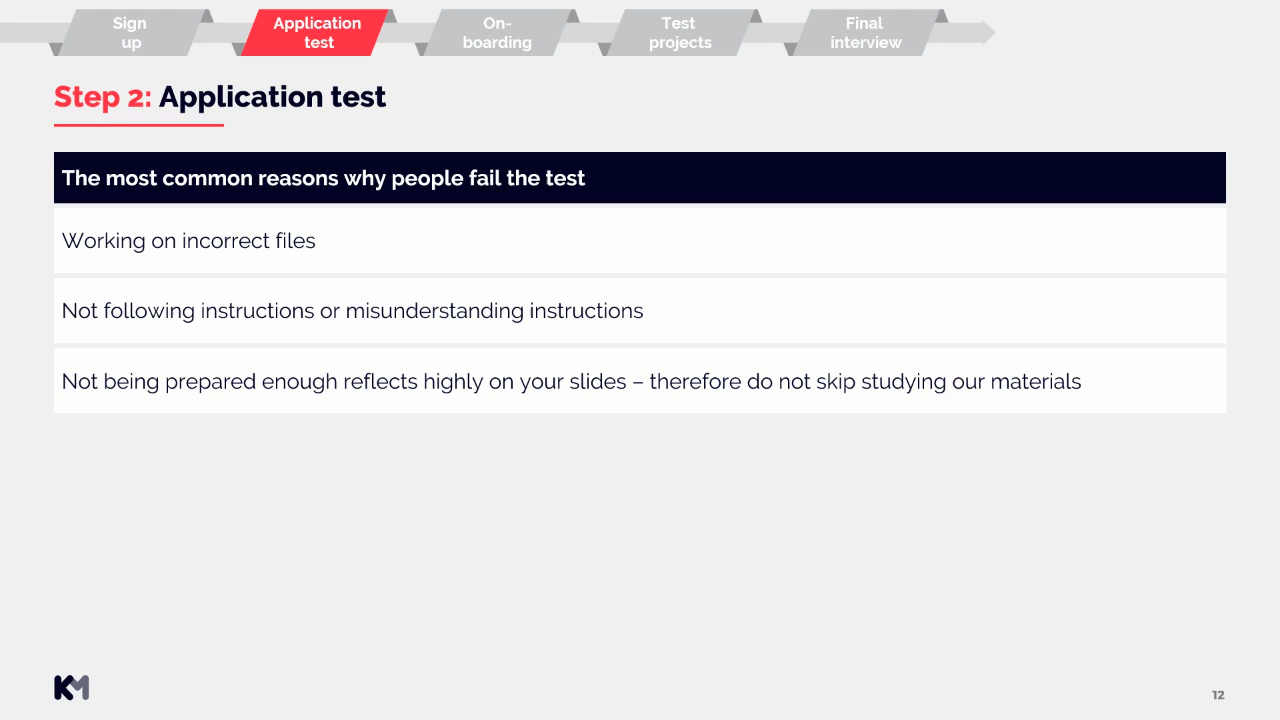 Sign
up
Application
test
On-
boarding
Test
projects
Final
interview
Step 2: Application test
The most common reasons why people fail the test
Working on incorrect files
Not following instructions or misunderstanding instructions
Not being prepared enough reflects highly on your slides – therefore do not skip studying our materials
KM
12